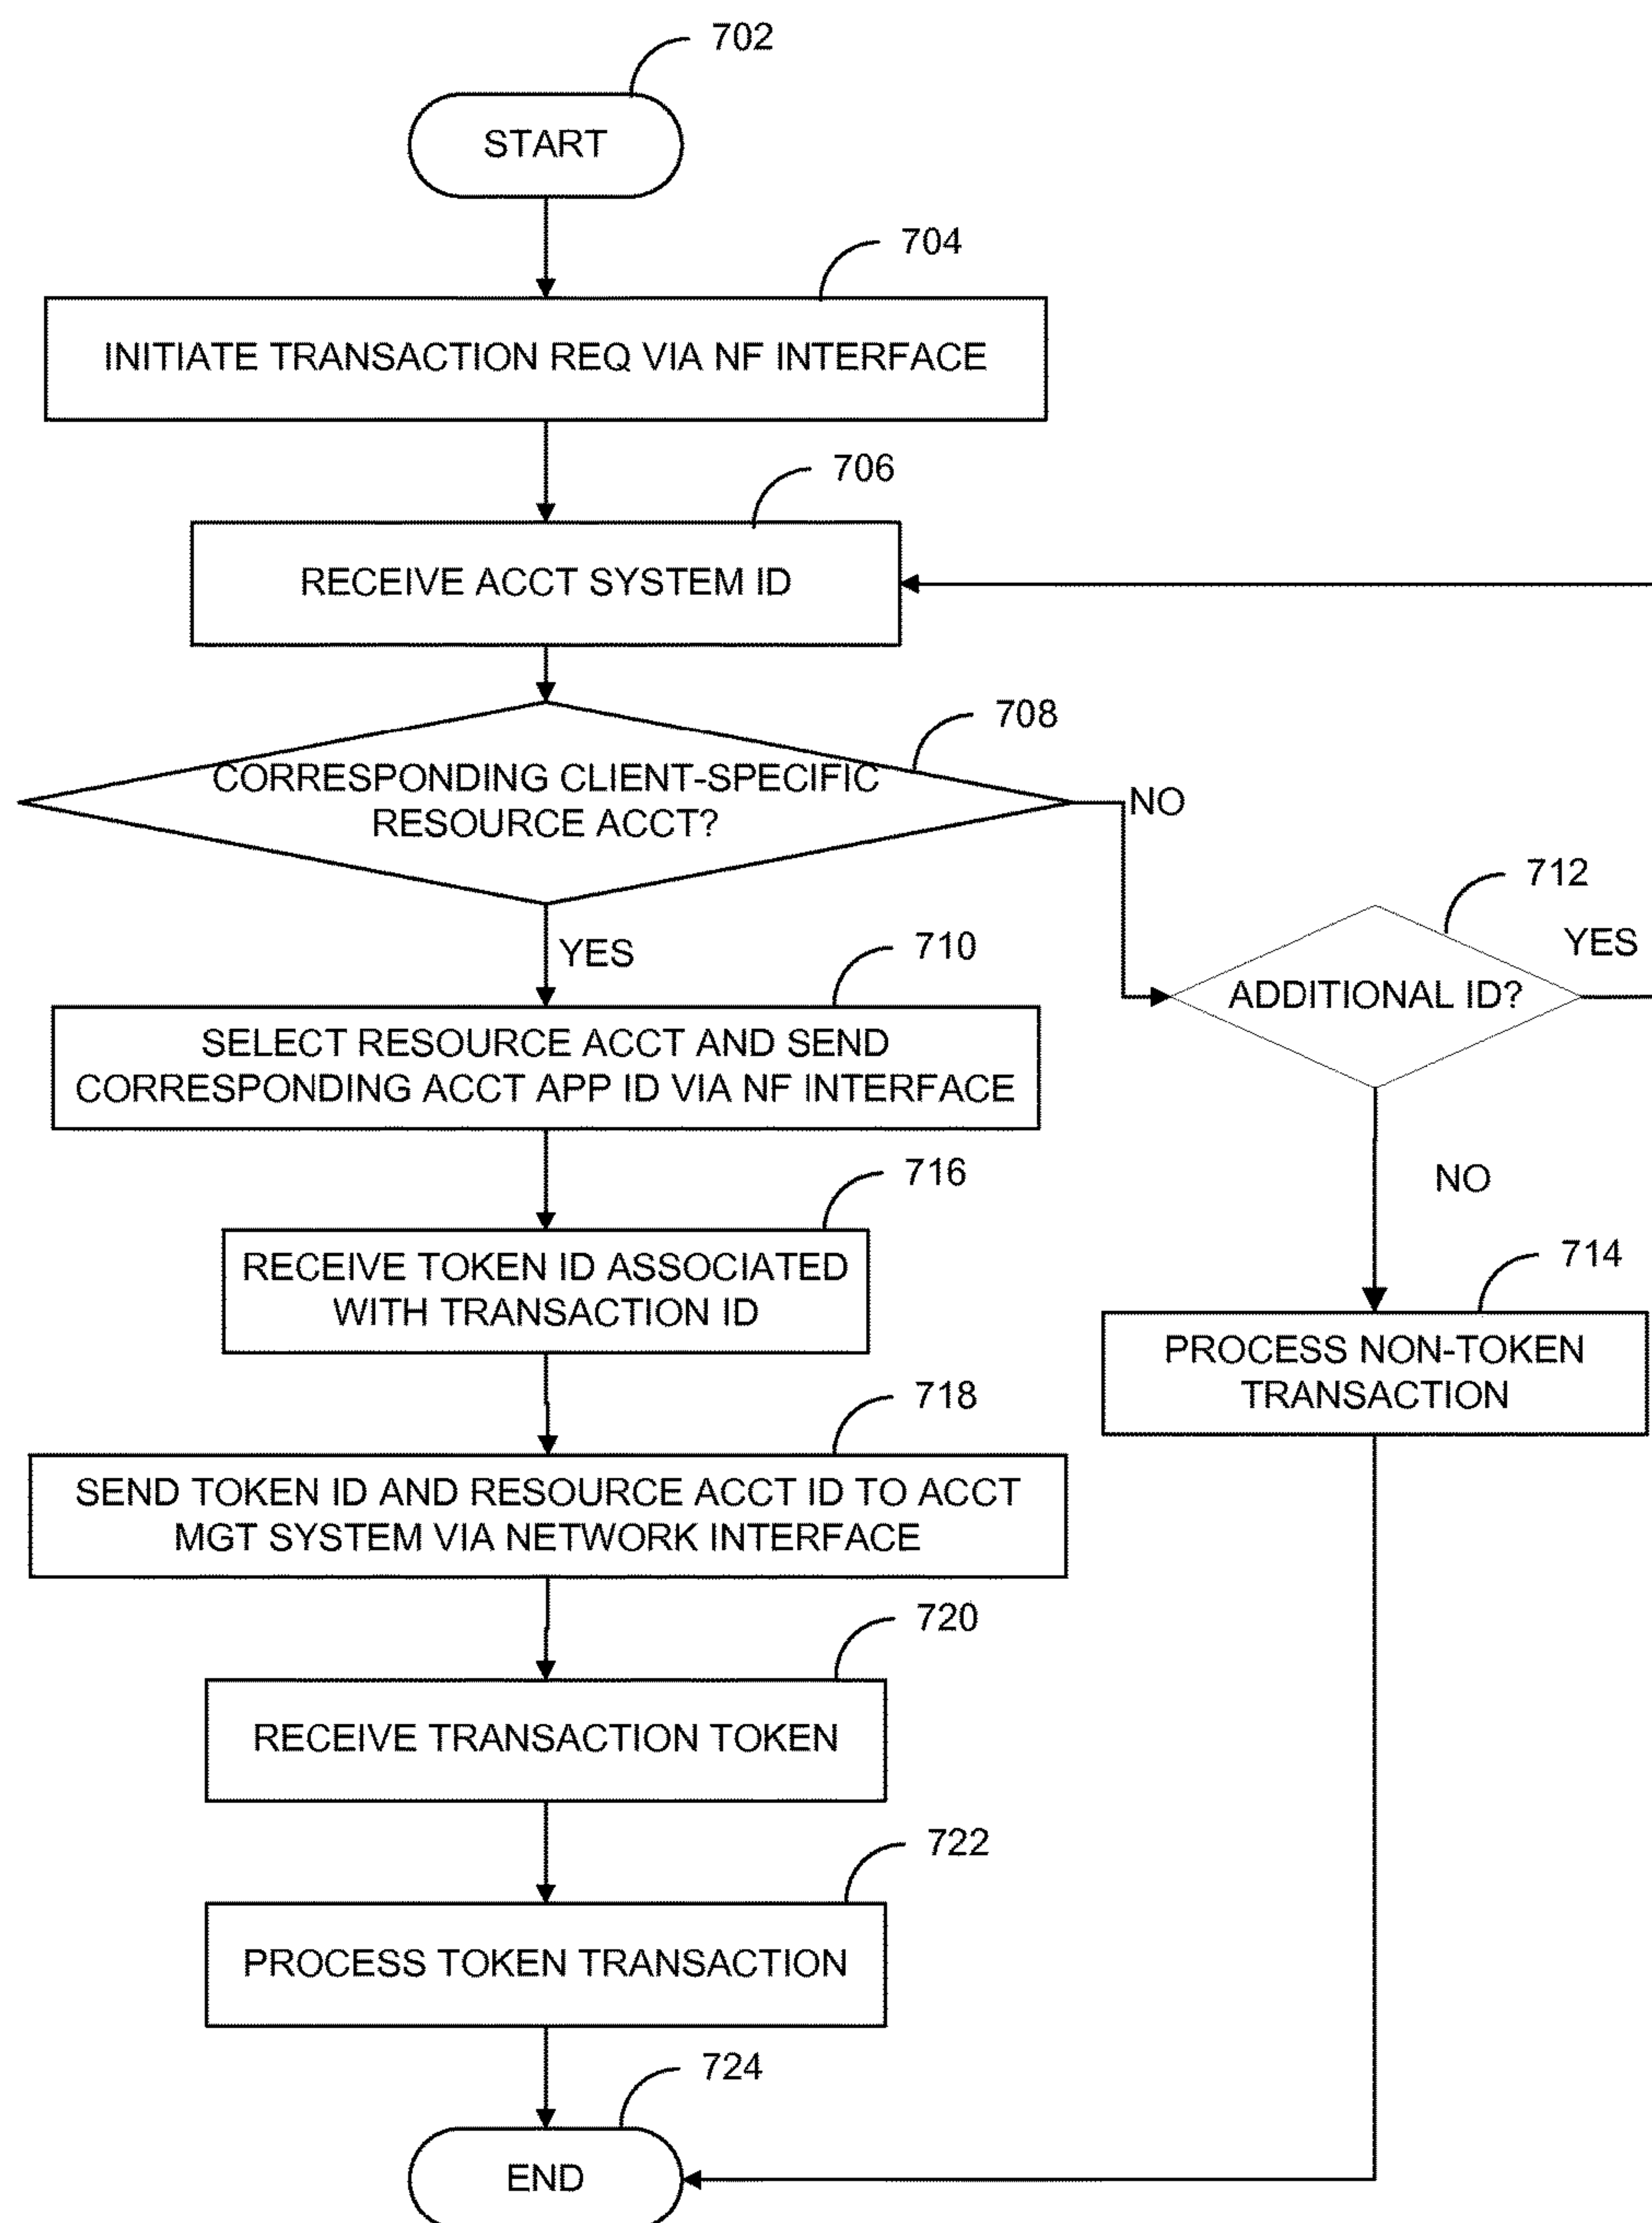 702
START
704
INITIATE TRANSACTION REQ VIA NF INTERFACE
706
RECEIVE ACCT SYSTEM ID
708
CORRESPONDING CLIENT-SPECIFIC
RESOURCE ACCT?
NO
712
YES
ADDITIONAL ID?
YES
710
SELECT RESOURCE ACCT AND SEND
CORRESPONDING ACCT APP ID VIA NF INTERFACE
NO
716
RECEIVE TOKEN ID ASSOCIATED
WITH TRANSACTION ID
714
PROCESS NON-TOKEN
TRANSACTION
718
SEND TOKEN ID AND RESOURCE ACCT ID TO ACCT
MGT SYSTEM VIA NETWORK INTERFACE
720
RECEIVE TRANSACTION TOKEN
722
PROCESS TOKEN TRANSACTION
724
END